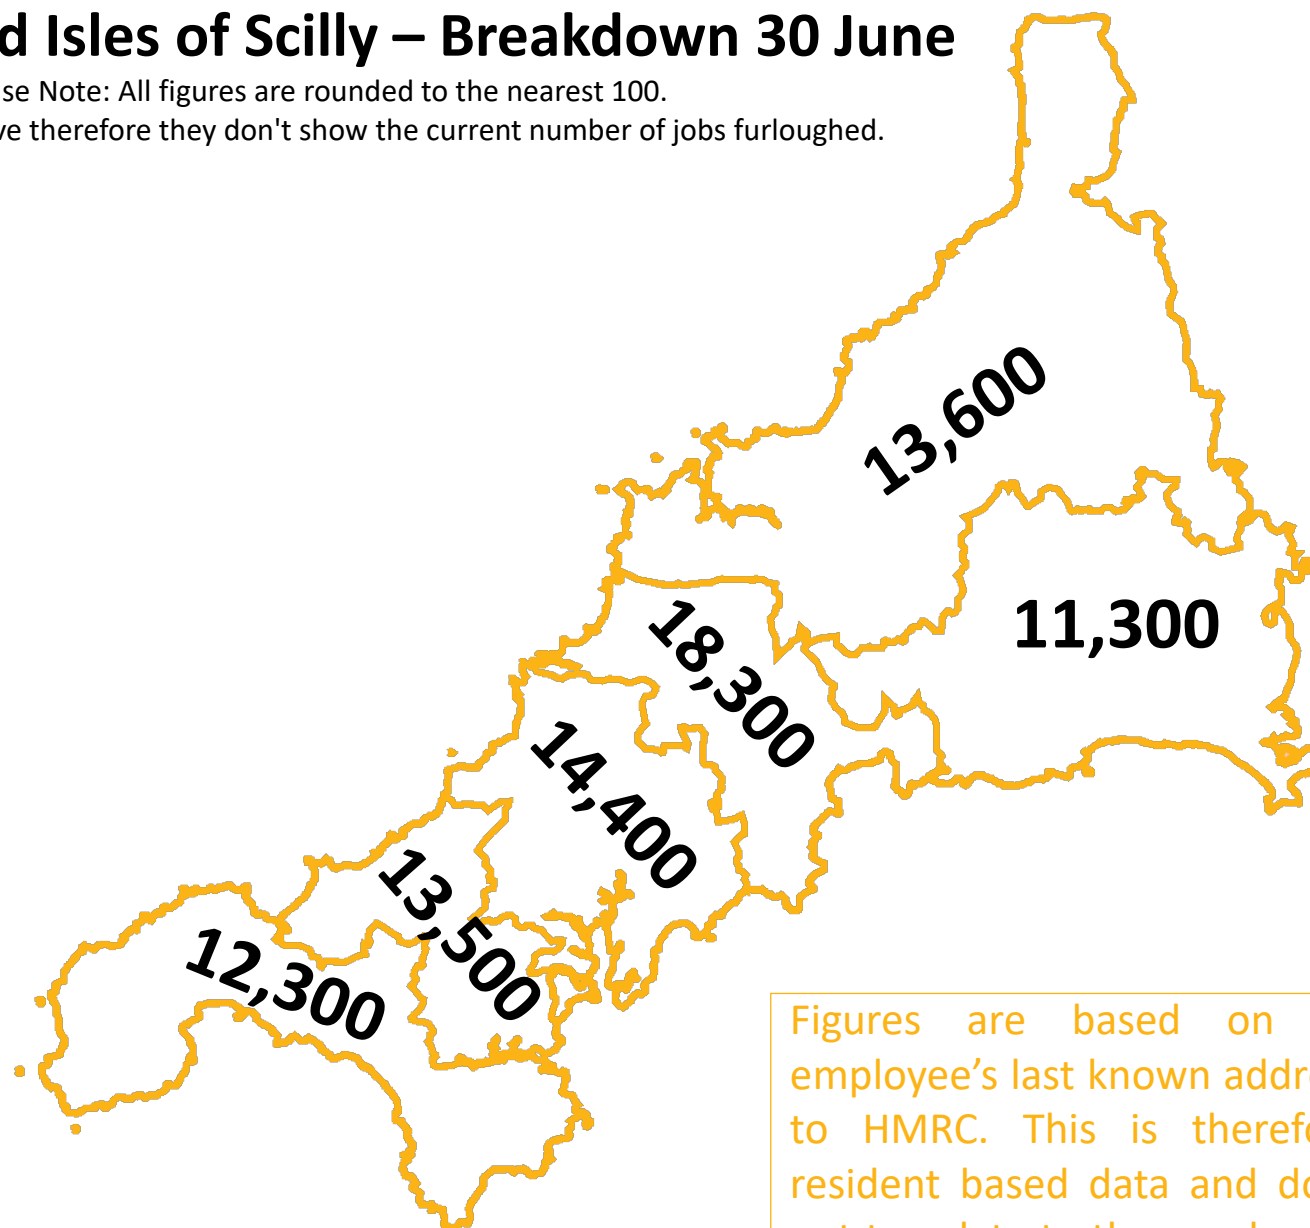 d Isles of Scilly – Breakdown 30 June
se Note: All figures are rounded to the nearest 100.
ve therefore they don't show the current number of jobs furloughed.
13,600
11,300
18,300
14,400
13,500
12,300
Figures are based on
employee's last known addr
to HMRC. This is therefo
resident based data and do